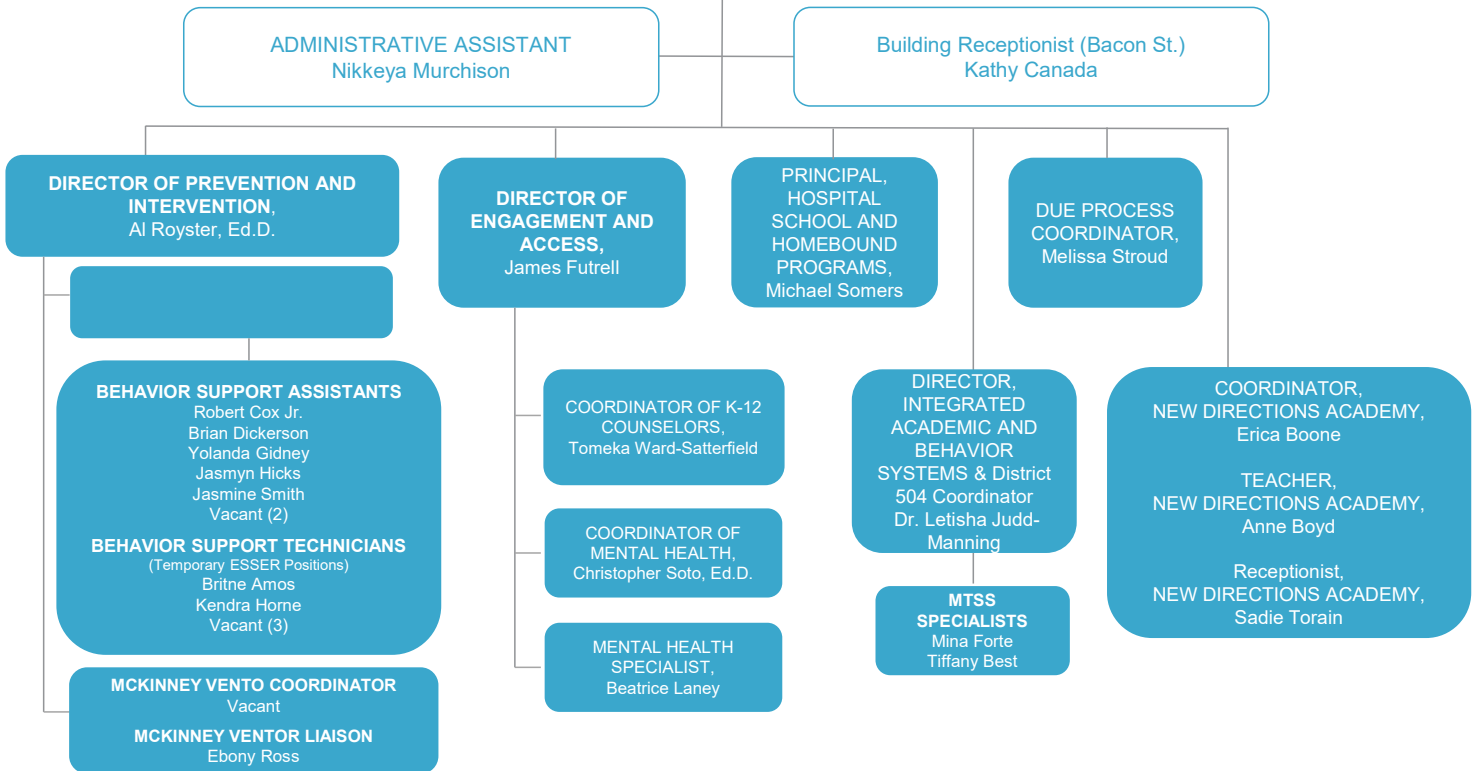 ADMINISTRATIVE ASSISTANT
Nikkeya Murchison
Building Receptionist (Bacon St.)
Kathy Canada
DIRECTOR OF PREVENTION AND
INTERVENTION,
Al Royster, Ed.D.
DIRECTOR OF
ENGAGEMENT AND
ACCESS,
James Futrell
PRINCIPAL,
HOSPITAL
SCHOOL AND
HOMEBOUND
PROGRAMS,
Michael Somers
DUE PROCESS
COORDINATOR,
Melissa Stroud
BEHAVIOR SUPPORT ASSISTANTS
Robert Cox Jr.
Brian Dickerson
Yolanda Gidney
Jasmyn Hicks
Jasmine Smith
Vacant (2)
BEHAVIOR SUPPORT TECHNICIANS
(Temporary ESSER Positions)
Britne Amos
Kendra Horne
Vacant (3)
MCKINNEY VENTO COORDINATOR
Vacant
MCKINNEY VENTOR LIAISON
Ebony Ross
COORDINATOR OF K-12
COUNSELORS,
Tomeka Ward-Satterfield
COORDINATOR OF
MENTAL HEALTH,
Christopher Soto, Ed.D.
MENTAL HEALTH
SPECIALIST,
Beatrice Laney
DIRECTOR,
INTEGRATED
ACADEMIC AND
BEHAVIOR
SYSTEMS & District
504 Coordinator
Dr. Letisha Judd-
Manning
MTSS
SPECIALISTS
Mina Forte
Tiffany Best
COORDINATOR,
NEW DIRECTIONS ACADEMY,
Erica Boone
TEACHER,
NEW DIRECTIONS ACADEMY,
Anne Boyd
Receptionist,
NEW DIRECTIONS ACADEMY,
Sadie Torain